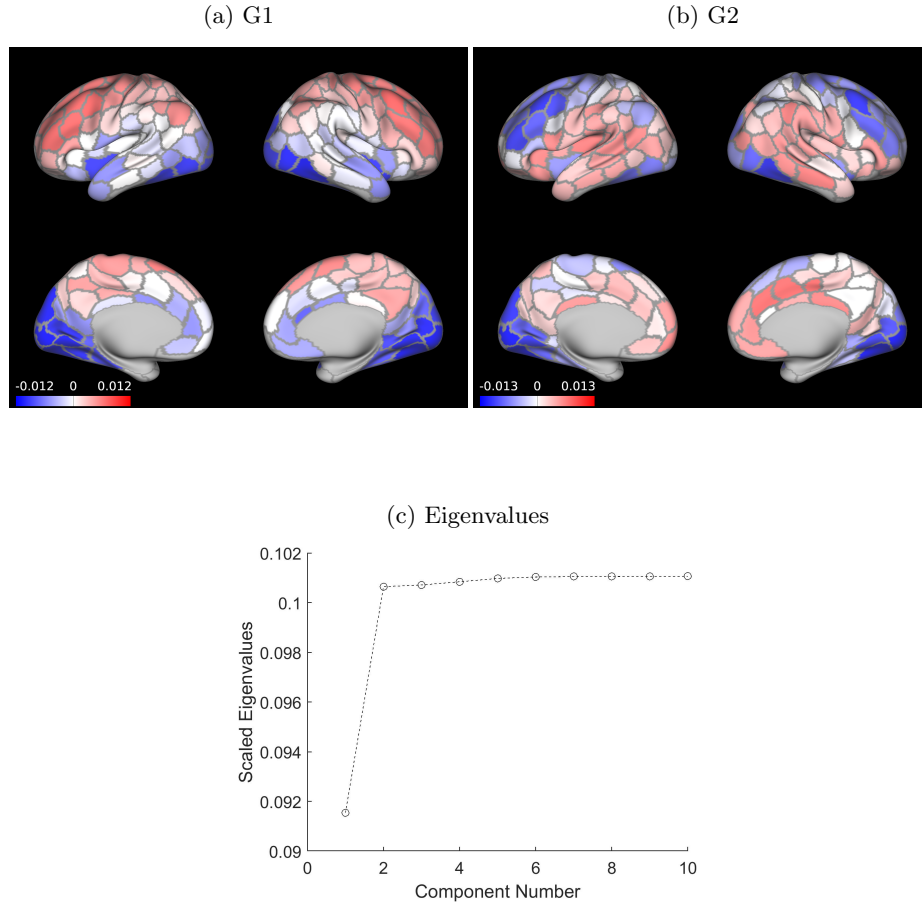 (a) G1
(b) G2
-0.012 0 0.012
-0.013 0 0.013
(c) Eigenvalues
0.102
0.1
0.098
0.096
0.094
0.092
0.09
Scaled Eigenvalues
0 2 4 6 8 10
Component Number